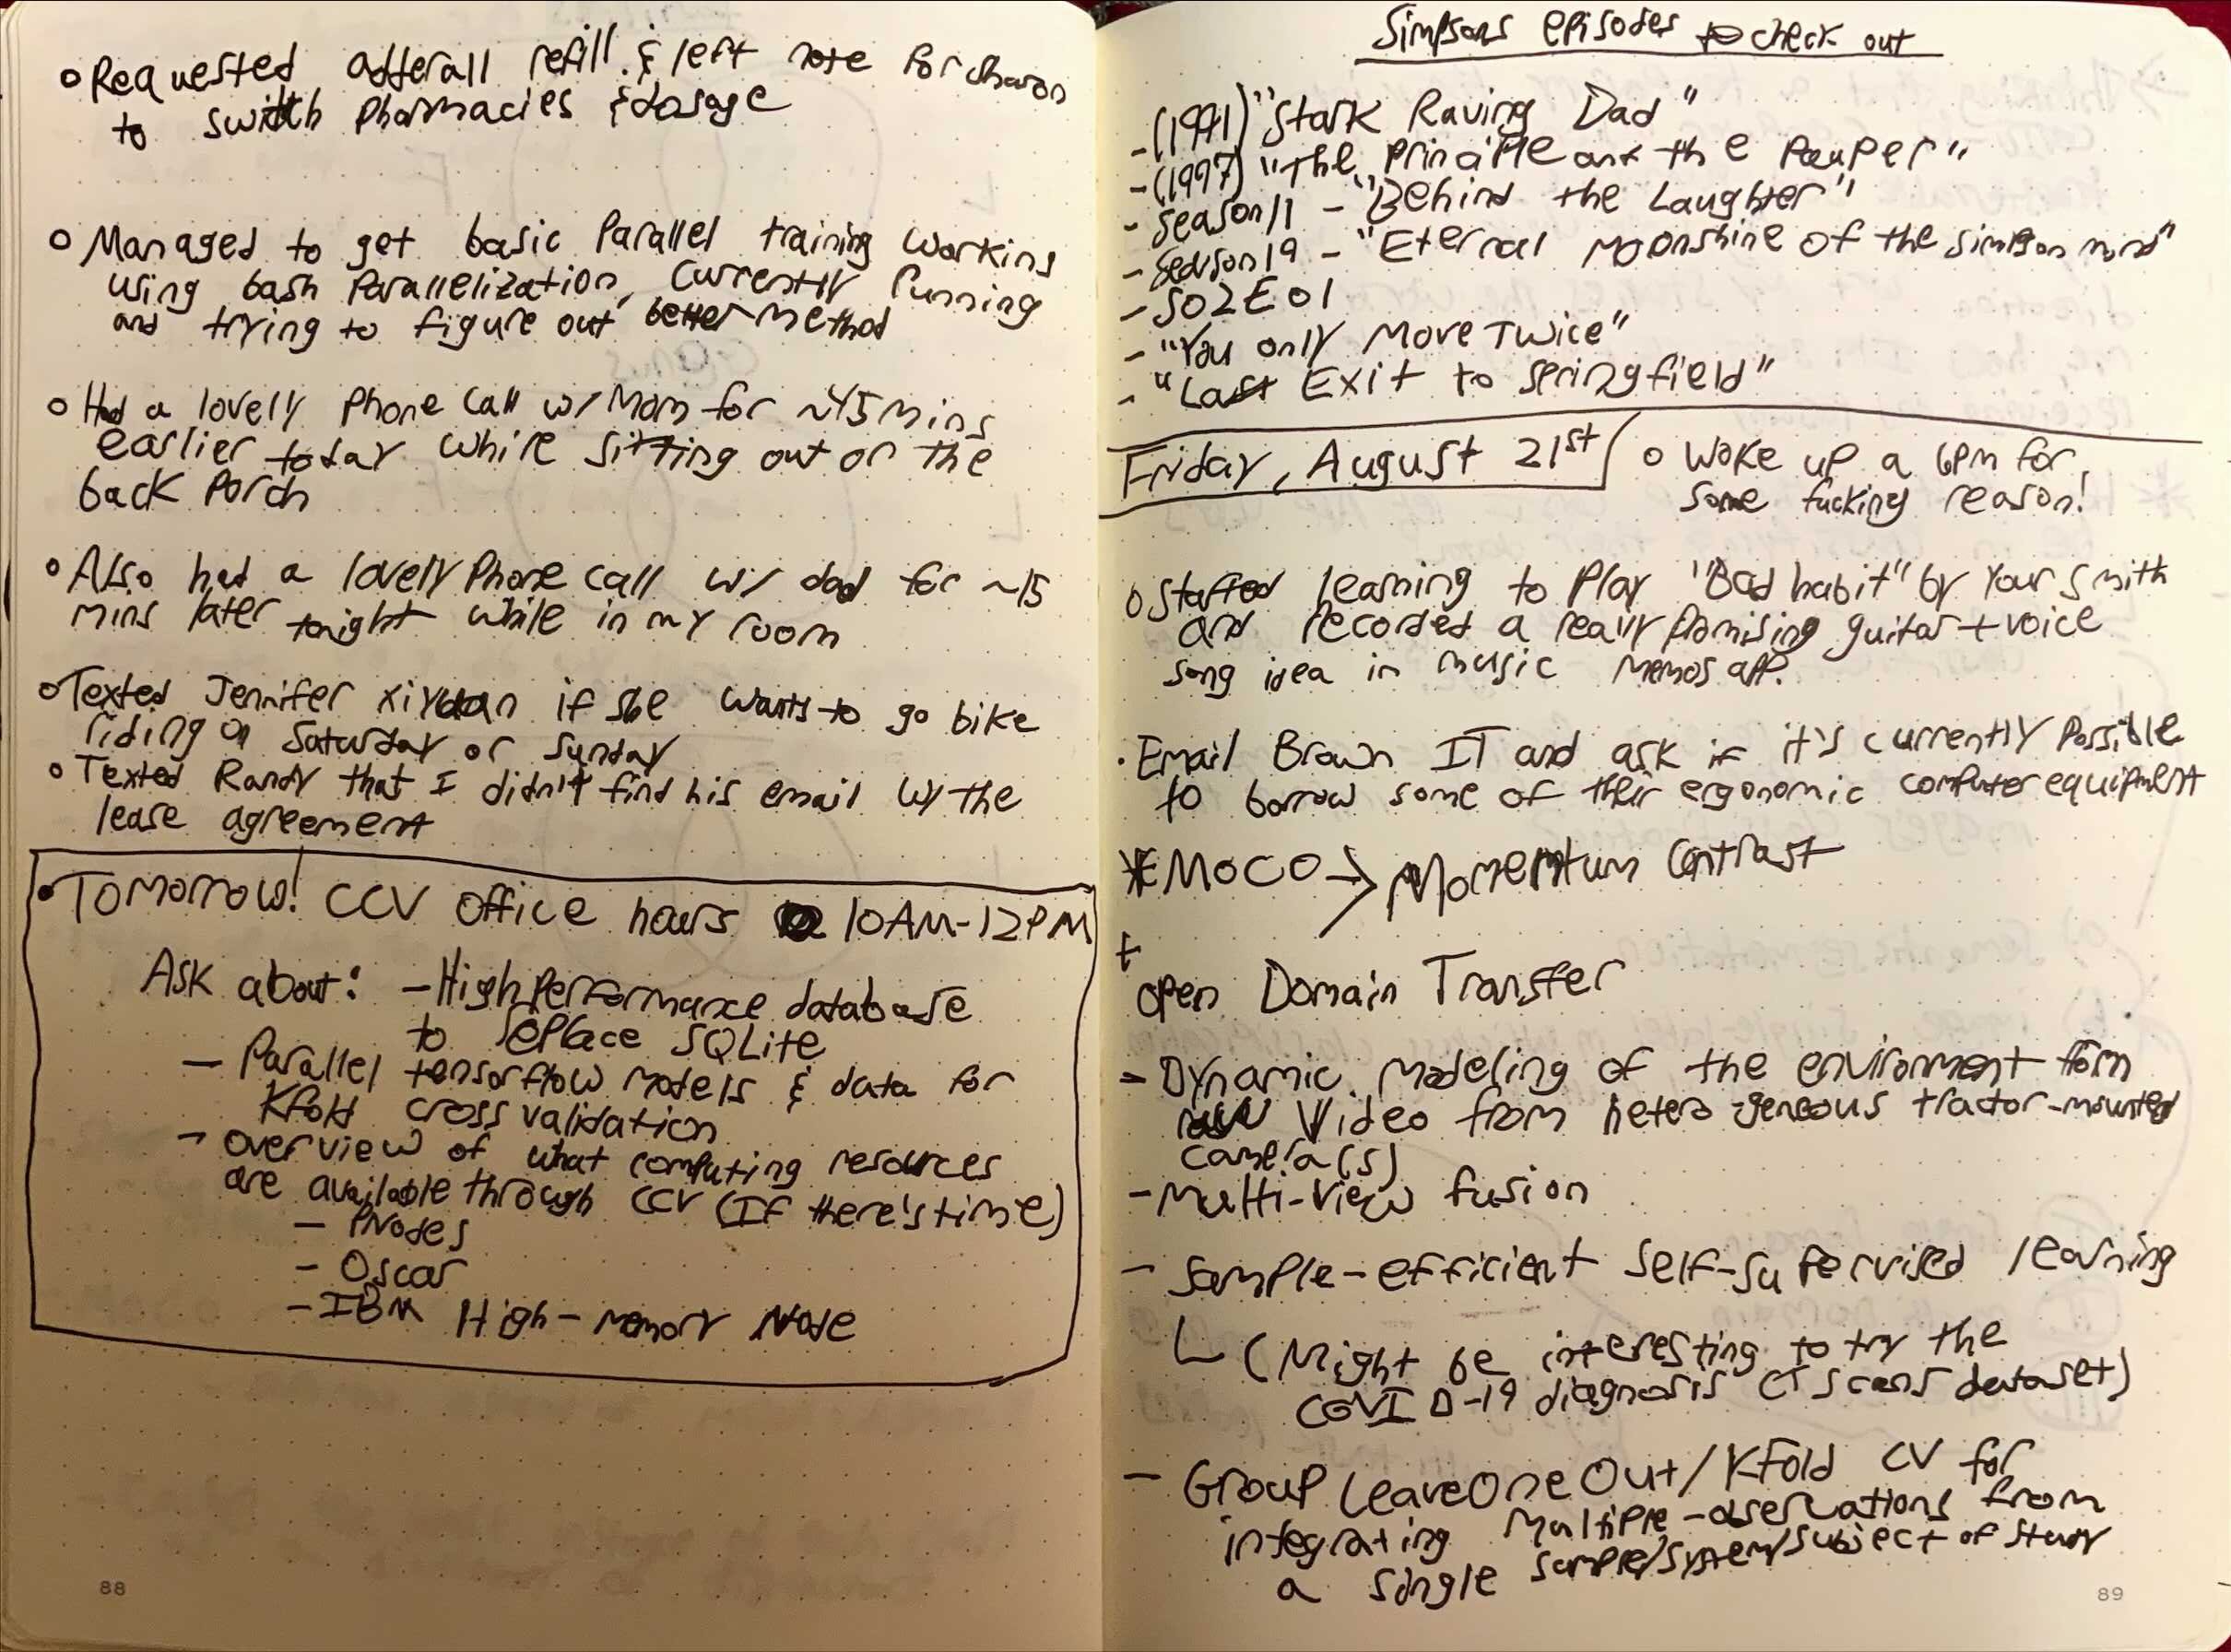 o Requested adderall refill. & left note for Sharon
to switch pharmacies & dosage
o Managed to get basic parallel training working
using bash parallelization, currently running
and trying to figure out better method
o Had a lovely phone call w/ Mom for ~45 mins
earlier today while sitting out on the
back porch
o Also had a lovely phone call w/ dad for ~15
mins later tonight while in my room
o Texted Jennifer if she wants to go bike
riding on Saturday or Sunday
o Texted Randy that I didn't find his email w/ the
lease agreement
• Tomorrow! CCV office hours @ 10AM-12PM
Ask about: - High Performance database
to replace SQLite
- Parallel tensorflow models & data for
Kfold cross validation
- overview of what computing resources
are available through CCV (If there's time)
- PNodes
- Oscar
- IBM High-memory Node
88
Simpsons episodes to check out
- (1991) "Stark Raving Dad"
- (1997) "The Principle and the Pauper"
- Season 11 - "Behind the Laughter"
- Season 19 - "Eternal Moonshine of the Simpson mind"
- S02E01
- "You only Move Twice"
- "Last Exit to Springfield"
Friday, August 21st
o Woke up a 6PM for
some fucking reason!
o Started learning to play "Bad habit" by Your Smith
and recorded a really promising guitar + voice
song idea in music memos app.
• Email Brown IT and ask if it's currently possible
to borrow some of their ergonomic computer equipment
* MOCO → Momentum Contrast
+
open Domain Transfer
- Dynamic modeling of the environment from
raw Video from heterogeneous tractor-mounted
camera(s)
- Multi-View fusion
- Sample-efficient self-supervised learning
↳ (Might be interesting to try the
COVID-19 diagnosis CT scans dataset)
- Group LeaveOneOut/KFold CV for
integrating multiple-observations from
a single sample/system/subject of study
89